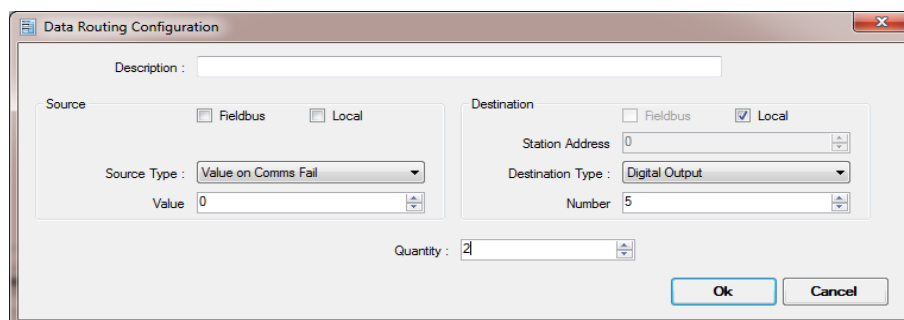 Data Routing Configuration
Description :
Source
Fieldbus
Local
Source Type : Value on Comms Fail
Value 0
Destination
Fieldbus
Local
Station Address 0
Destination Type : Digital Output
Number 5
Quantity : 2
Ok
Cancel